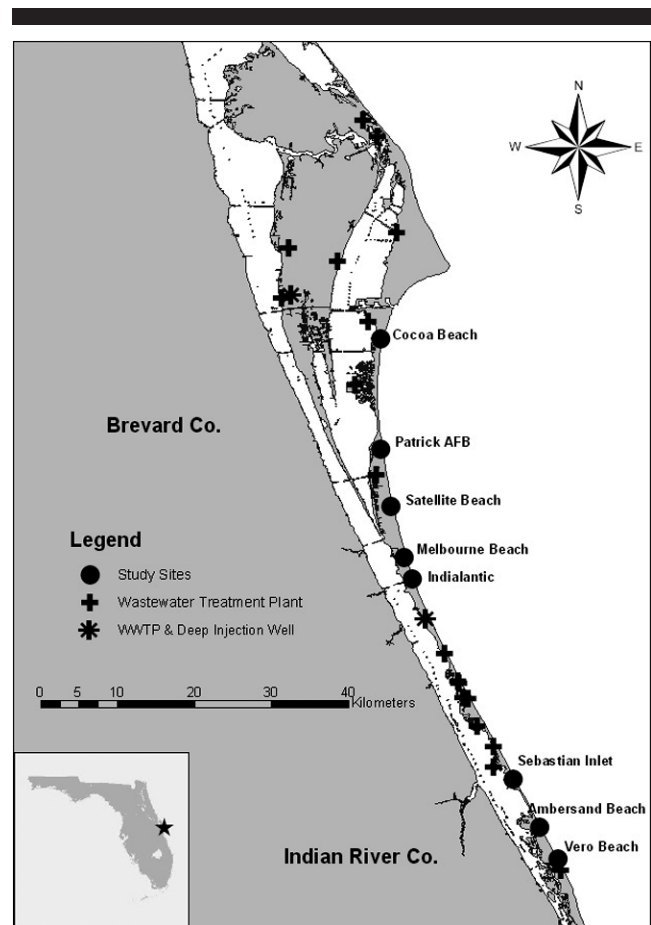 N
W E
S
Cocoa Beach
Brevard Co.
Patrick AFB
Satellite Beach
Legend
Melbourne Beach
Study Sites
Indialantic
Wastewater Treatment Plant
WWTP & Deep Injection Well
0 5 10 20 30 40
Kilometers
Sebastian Inlet
Ambersand Beach
Vero Beach
Indian River Co.